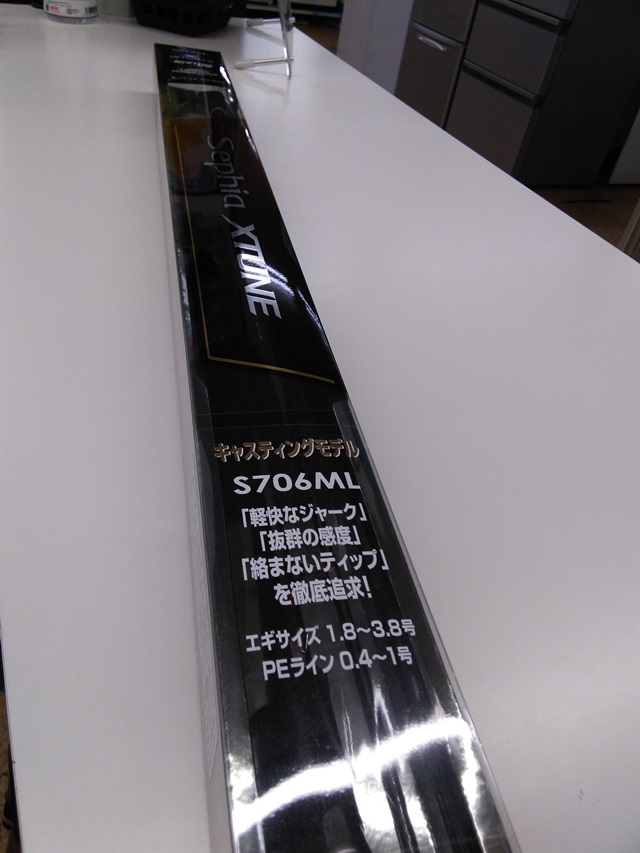 Sephia XTUNE
キャスティングモデル
S706ML
「軽快なジャーク」
「抜群の感度」
「絡まないティップ」
を徹底追求!
エギサイズ 1.8〜3.8号
PEライン 0.4〜1号